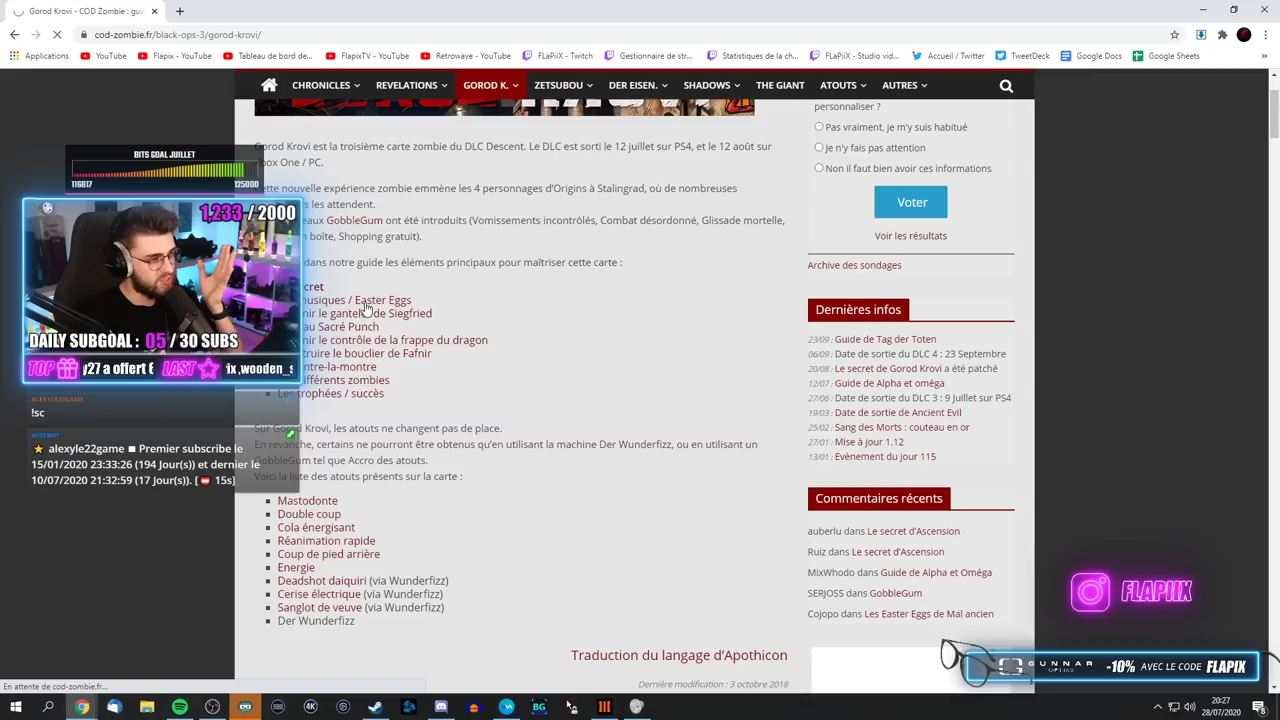 Gorod Krovi - COD Zombie : gui
cod-zombie.fr/black-ops-3/gorod-krovi/
Applications YouTube Flapix - YouTube Tableau de bord de... FlapixTV - YouTube Retrowave - YouTube FLaPiiX - Twitch Gestionnaire de str... Statistiques de la ch... FLaPiiX - Studio vid... Accueil / Twitter TweetDeck Google Docs Google Sheets
CHRONICLES REVELATIONS GOROD K. ZETSUBOU DER EISEN. SHADOWS THE GIANT ATOUTS AUTRES
personnaliser ?
Pas vraiment, je m'y suis habitué
Je n'y fais pas attention
Non il faut bien avoir ces informations
Voter
Voir les résultats
Archive des sondages
Gorod Krovi est la troisième carte zombie du DLC Descent. Le DLC est sorti le 12 juillet sur PS4, et le 12 août sur
Xbox One / PC.
Cette nouvelle expérience zombie emmène les 4 personnages d'Origins à Stalingrad, où de nombreuses
les attendent.
GobbleGum ont été introduits (Vomissements incontrôlés, Combat désordonné, Glissade mortelle,
boîte, Shopping gratuit).
dans notre guide les éléments principaux pour maîtriser cette carte :
musiques / Easter Eggs
de Siegfried
au Sacré Punch
le contrôle de la frappe du dragon
le bouclier de Fafnir
zombies
Les trophées / succès
Sur Gorod Krovi, les atouts ne changent pas de place.
En revanche, certains ne pourront être obtenus qu'en utilisant la machine Der Wunderfizz, ou en utilisant un
GobbleGum tel que Accro des atouts.
Voici la liste des atouts présents sur la carte :
Mastodonte
Double coup
Cola énergisant
Réanimation rapide
Coup de pied arrière
Energie
Deadshot daiquiri (via Wunderfizz)
Cerise électrique (via Wunderfizz)
Sanglot de veuve (via Wunderfizz)
Der Wunderfizz
Traduction du langage d'Apothicon
Dernière modification : 3 octobre 2018
Dernières infos
23/09 Guide de Tag der Toten
06/09 Date de sortie du DLC 4 : 23 Septembre
20/08 Le secret de Gorod Krovi a été patché
12/07 Guide de Alpha et oméga
27/06 Date de sortie du DLC 3 : 9 Juillet sur PS4
19/03 Date de sortie de Ancient Evil
25/02 Sang des Morts : couteau en or
27/01 Mise à jour 1.12
13/01 Evènement du jour 115
Commentaires récents
auberlu dans Le secret d'Ascension
Ruiz dans Le secret d'Ascension
MixWhodo dans Guide de Alpha et Oméga
SERJOSS dans GobbleGum
Cojopo dans Les Easter Eggs de Mal ancien
BITS GOAL JUILLET
116817 125000
1,233 / 2000
DAILY SUBGOAL: 05 / 30 SUBS
TOP y27 a offert LAST ix ,wooden_s
ALEXYLE22GAME
!sc
WIZEBOT
alexyle22game Premier subscribe le
15/01/2020 23:33:26 (194 Jour(s)) et dernier le
10/07/2020 21:32:59 (17 Jour(s)). [ 15s]
FLAPIIX
GUNNAR
OPTIKS
-10% AVEC LE CODE FLAPIX
En attente de cod-zombie.fr...
4K BG
20:27
28/07/2020
8